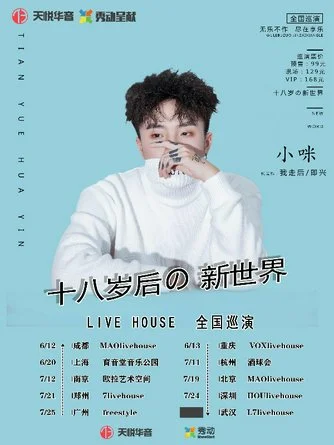 天悦华音 秀动呈献
全国巡演
无乐不作 尽在享乐
TIAN YUE HUA YIN
巡演票价
预售：99元
现场：129元
VIP：168元
十八岁の新世界
NEW
小咪
我走后/即兴
十八岁后の 新世界
LIVE HOUSE 全国巡演
6/12 成都 MAOlivehouse
6/13 重庆 VOXlivehouse
6/20 上海 育音堂音乐公园
7/11 杭州 酒球会
7/12 南京 欧拉艺术空间
7/19 北京 MAOlivehouse
7/21 郑州 7livehouse
7/24 深圳 HOUlivehouse
7/25 广州 freestyle
武汉 L7livehouse
天悦华音 秀动